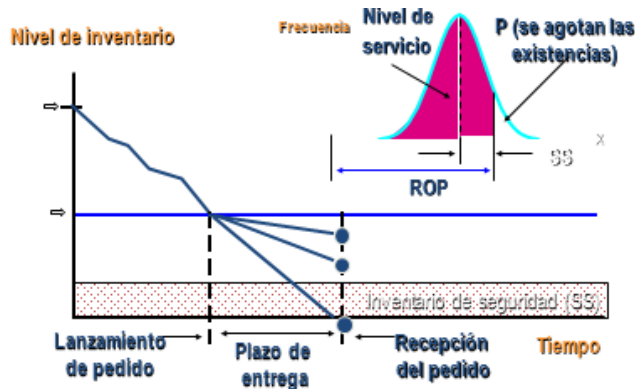 Nivel de inventario
Frecuencia
Nivel de
servicio
P (se agotan las
existencias)
SS
x
ROP
Inventario de seguridad (SS)
Lanzamiento
de pedido
Plazo de
entrega
Recepción
del pedido
Tiempo